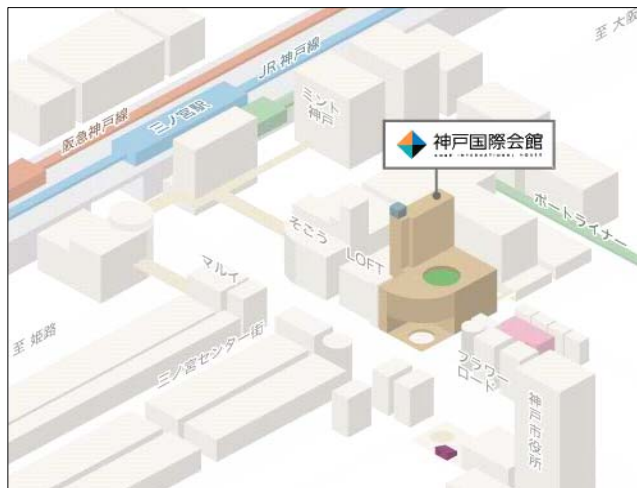 至 大阪
JR 神戸線
阪急神戸線
三ノ宮駅
ミント
神戸
神戸国際会館
KOBE INTERNATIONAL HOUSE
ポートライナー
そごう
LOFT
マルイ
至 姫路
三ノ宮センター街
フラワー
ロード
神戸市役所